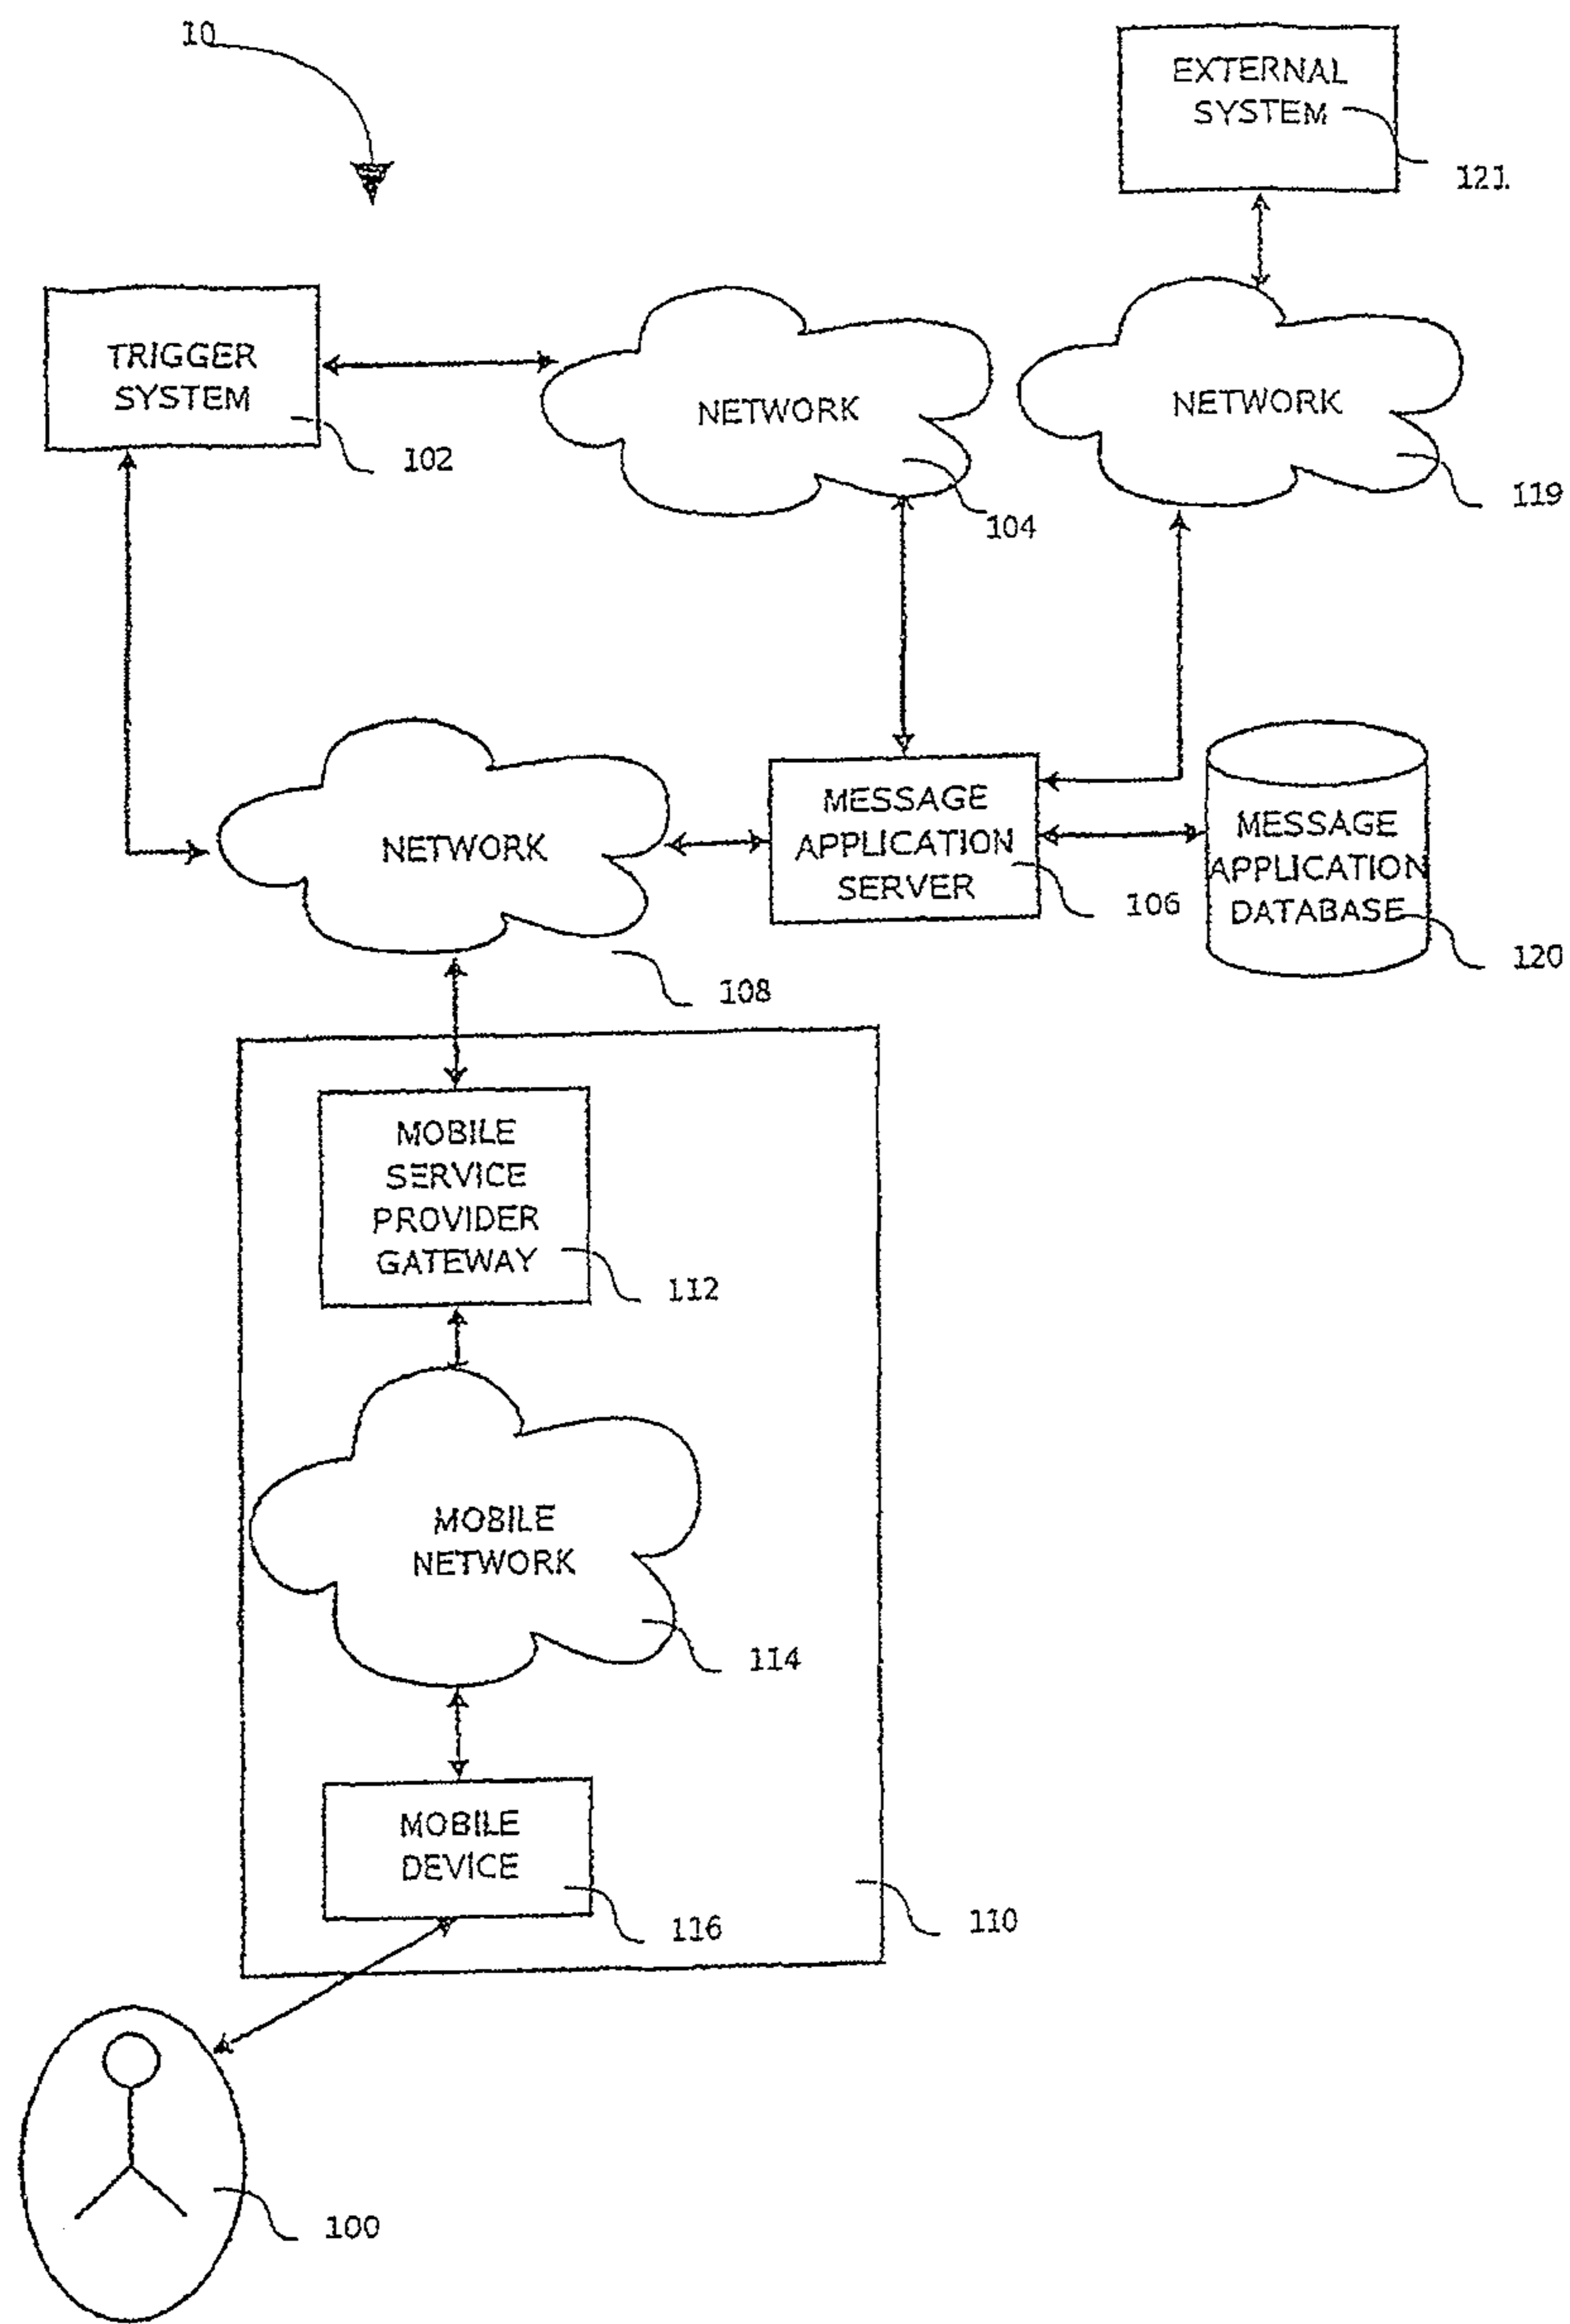 10
EXTERNAL
SYSTEM
121
TRIGGER
SYSTEM
102
NETWORK
104
NETWORK
119
NETWORK
108
MESSAGE
APPLICATION
SERVER
106
MESSAGE
APPLICATION
DATABASE
120
MOBILE
SERVICE
PROVIDER
GATEWAY
112
MOBILE
NETWORK
114
MOBILE
DEVICE
116
110
100